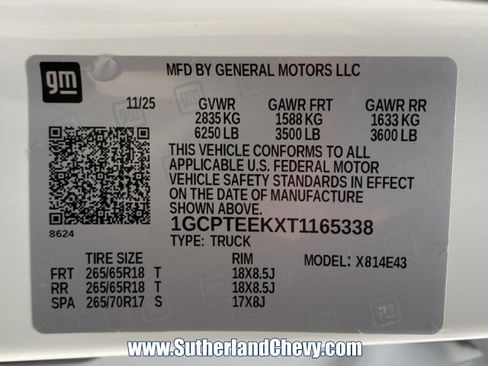 gm
MFD BY GENERAL MOTORS LLC
11/25 GVWR GAWR FRT GAWR RR
2835 KG 1588 KG 1633 KG
6250 LB 3500 LB 3600 LB
THIS VEHICLE CONFORMS TO ALL
APPLICABLE U.S. FEDERAL MOTOR
VEHICLE SAFETY STANDARDS IN EFFECT
ON THE DATE OF MANUFACTURE
SHOWN ABOVE.
1GCPTEEKXT1165338
8624
TYPE: TRUCK
TIRE SIZE RIM MODEL: X814E43
FRT 265/65R18 T 18X8.5J
RR 265/65R18 T 18X8.5J
SPA 265/70R17 S 17X8J
www.SutherlandChevy.com